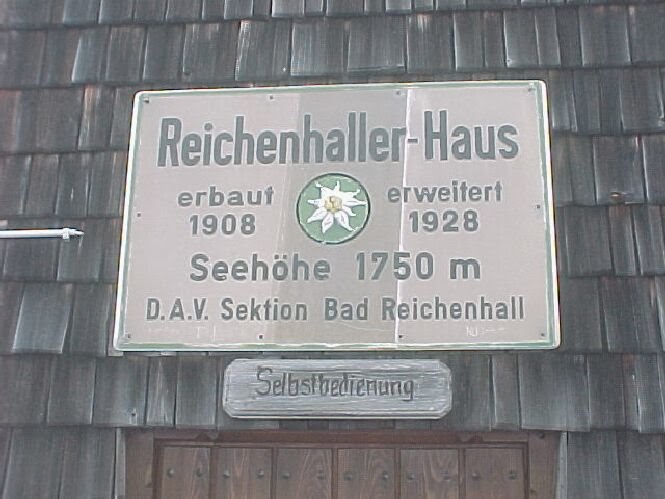 Reichenhaller-Haus
erbaut erweitert
1908 1928
Seehöhe 1750 m
D.A.V. Sektion Bad Reichenhall
Selbstbedienung